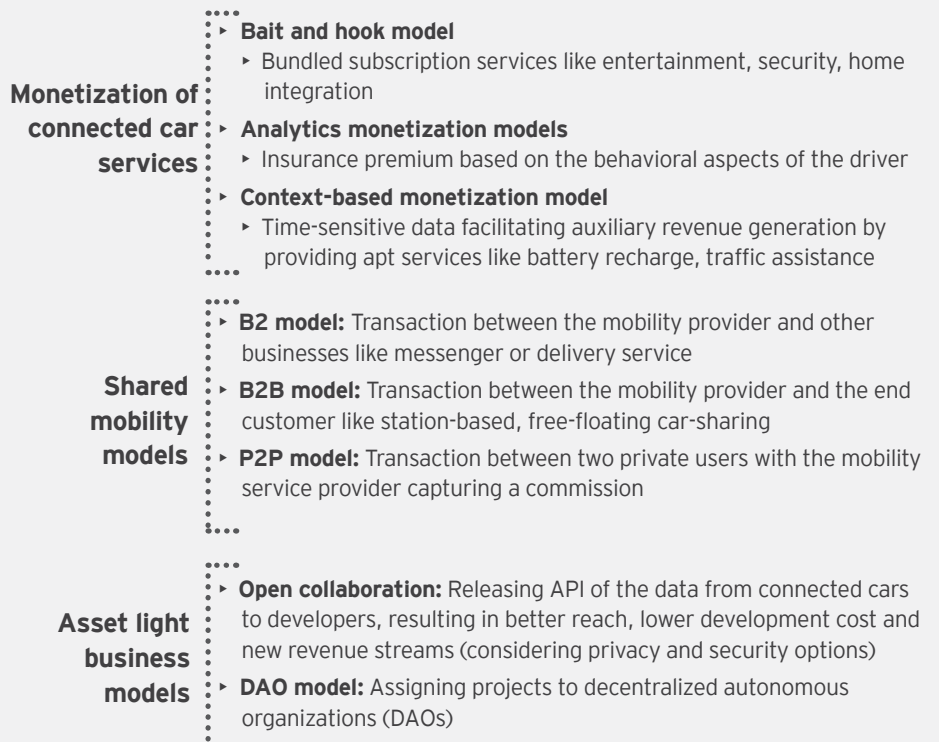 Monetization of
connected car
services
‣ Bait and hook model
‣ Bundled subscription services like entertainment, security, home
integration
‣ Analytics monetization models
‣ Insurance premium based on the behavioral aspects of the driver
‣ Context-based monetization model
‣ Time-sensitive data facilitating auxiliary revenue generation by
providing apt services like battery recharge, traffic assistance
Shared
mobility
models
‣ B2 model: Transaction between the mobility provider and other
businesses like messenger or delivery service
‣ B2B model: Transaction between the mobility provider and the end
customer like station-based, free-floating car-sharing
‣ P2P model: Transaction between two private users with the mobility
service provider capturing a commission
Asset light
business
models
‣ Open collaboration: Releasing API of the data from connected cars
to developers, resulting in better reach, lower development cost and
new revenue streams (considering privacy and security options)
‣ DAO model: Assigning projects to decentralized autonomous
organizations (DAOs)